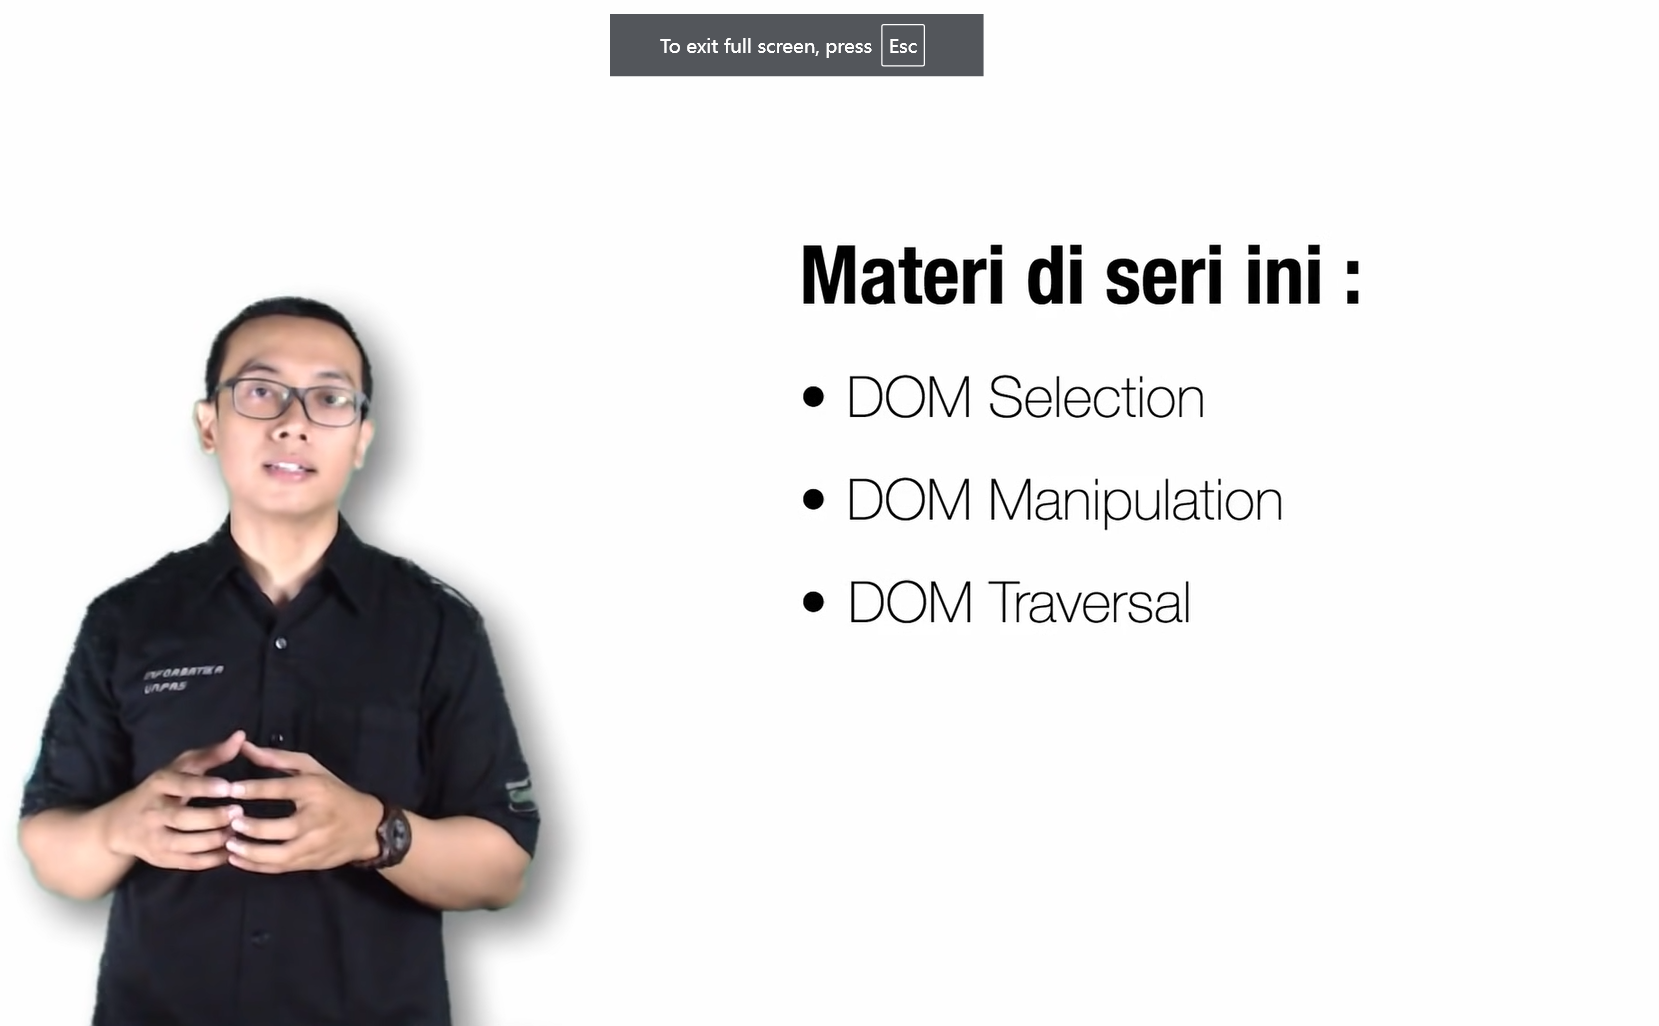 To exit full screen, press Esc
Materi di seri ini :
• DOM Selection
• DOM Manipulation
• DOM Traversal
INFORMATIKA
UNPAS